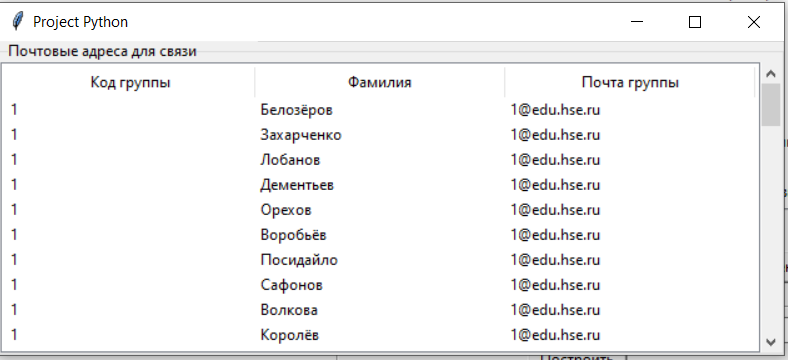 Project Python
Почтовые адреса для связи
Код группы Фамилия Почта группы
1 Белозёров 1@edu.hse.ru
1 Захарченко 1@edu.hse.ru
1 Лобанов 1@edu.hse.ru
1 Дементьев 1@edu.hse.ru
1 Орехов 1@edu.hse.ru
1 Воробьёв 1@edu.hse.ru
1 Посидайло 1@edu.hse.ru
1 Сафонов 1@edu.hse.ru
1 Волкова 1@edu.hse.ru
1 Королёв 1@edu.hse.ru
Построить